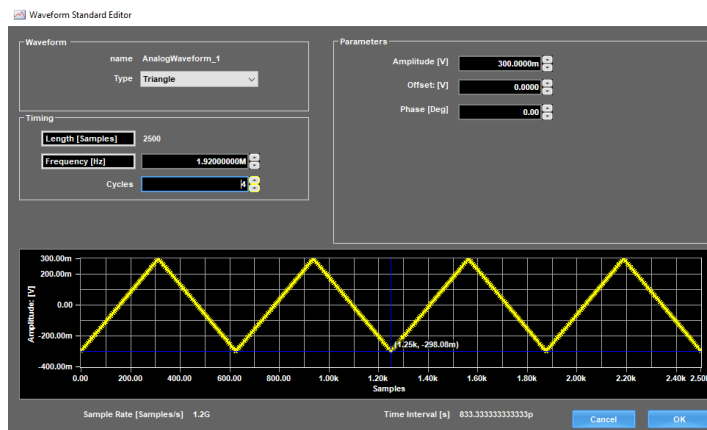 Waveform Standard Editor
Waveform
name AnalogWaveform_1
Type Triangle
Parameters
Amplitude [V] 300.0000m
Offset: [V] 0.0000
Phase [Deg] 0.00
Timing
Length [Samples] 2500
Frequency [Hz] 1.92000000M
Cycles 4
300.00m
200.00m
0.00
-200.00m
-400.00m
Amplitude: [V]
(1.25k, -298.08m)
0.00 200.00 400.00 600.00 800.00 1.00k 1.20k 1.40k 1.60k 1.80k 2.00k 2.20k 2.40k 2.50
Samples
Sample Rate [Samples/s] 1.2G
Time Interval [s] 833.333333333333p
Cancel
OK